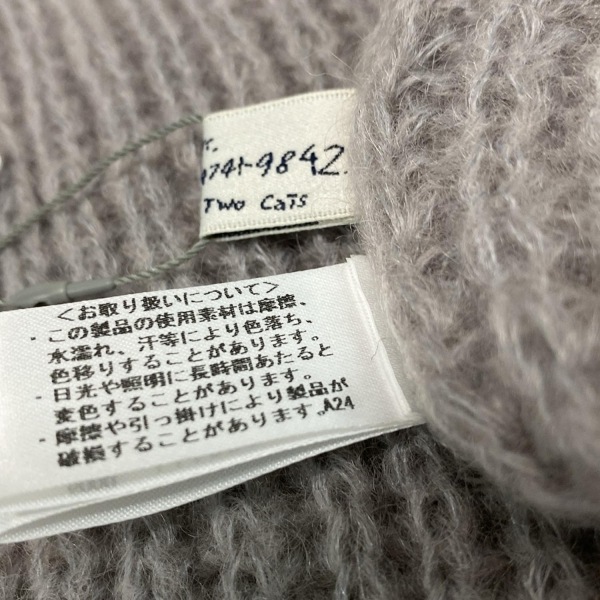 9842.
Two Cats
<お取り扱いについて>
・この製品の使用素材は摩擦、
水濡れ、汗等により色落ち、
色移りすることがあります。
・日光や照明に長時間あたると
変色することがあります。
・摩擦や引っ掛けにより製品が
破損することがあります。A24